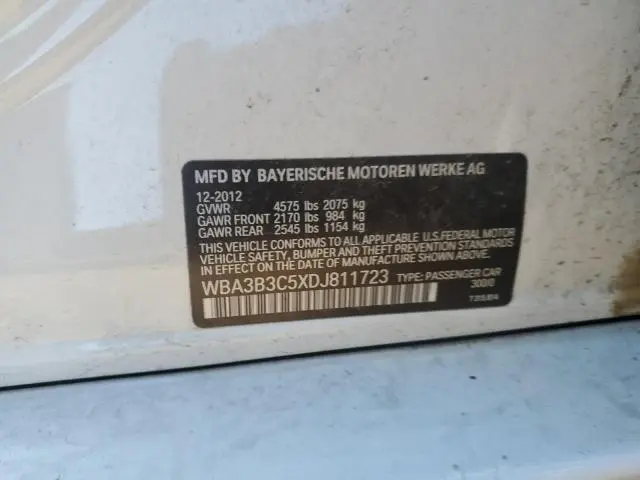 MFD BY BAYERISCHE MOTOREN WERKE AG
12-2012
GVWR 4575 lbs 2075 kg
GAWR FRONT 2170 lbs 984 kg
GAWR REAR 2545 lbs 1154 kg
THIS VEHICLE CONFORMS TO ALL APPLICABLE U.S.FEDERAL MOTOR
VEHICLE SAFETY, BUMPER, AND THEFT PREVENTION STANDARDS
IN EFFECT ON THE DATE OF MANUFACTURE SHOWN ABOVE.
WBA3B3C5XDJ811723 TYPE: PASSENGER CAR
300/0